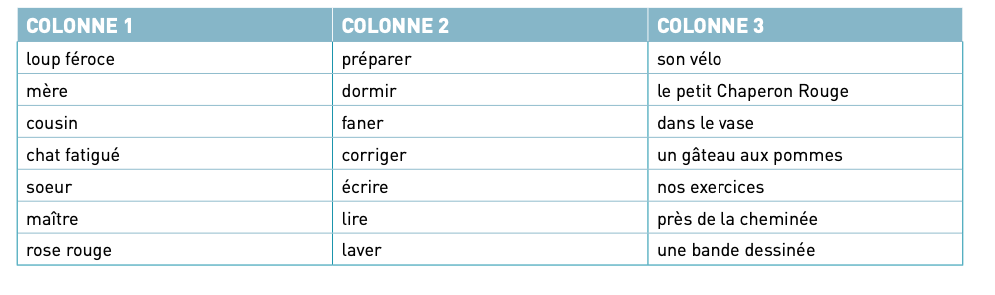 COLONNE 1 COLONNE 2 COLONNE 3
loup féroce préparer son vélo
mère dormir le petit Chaperon Rouge
cousin faner dans le vase
chat fatigué corriger un gâteau aux pommes
soeur écrire nos exercices
maître lire près de la cheminée
rose rouge laver une bande dessinée